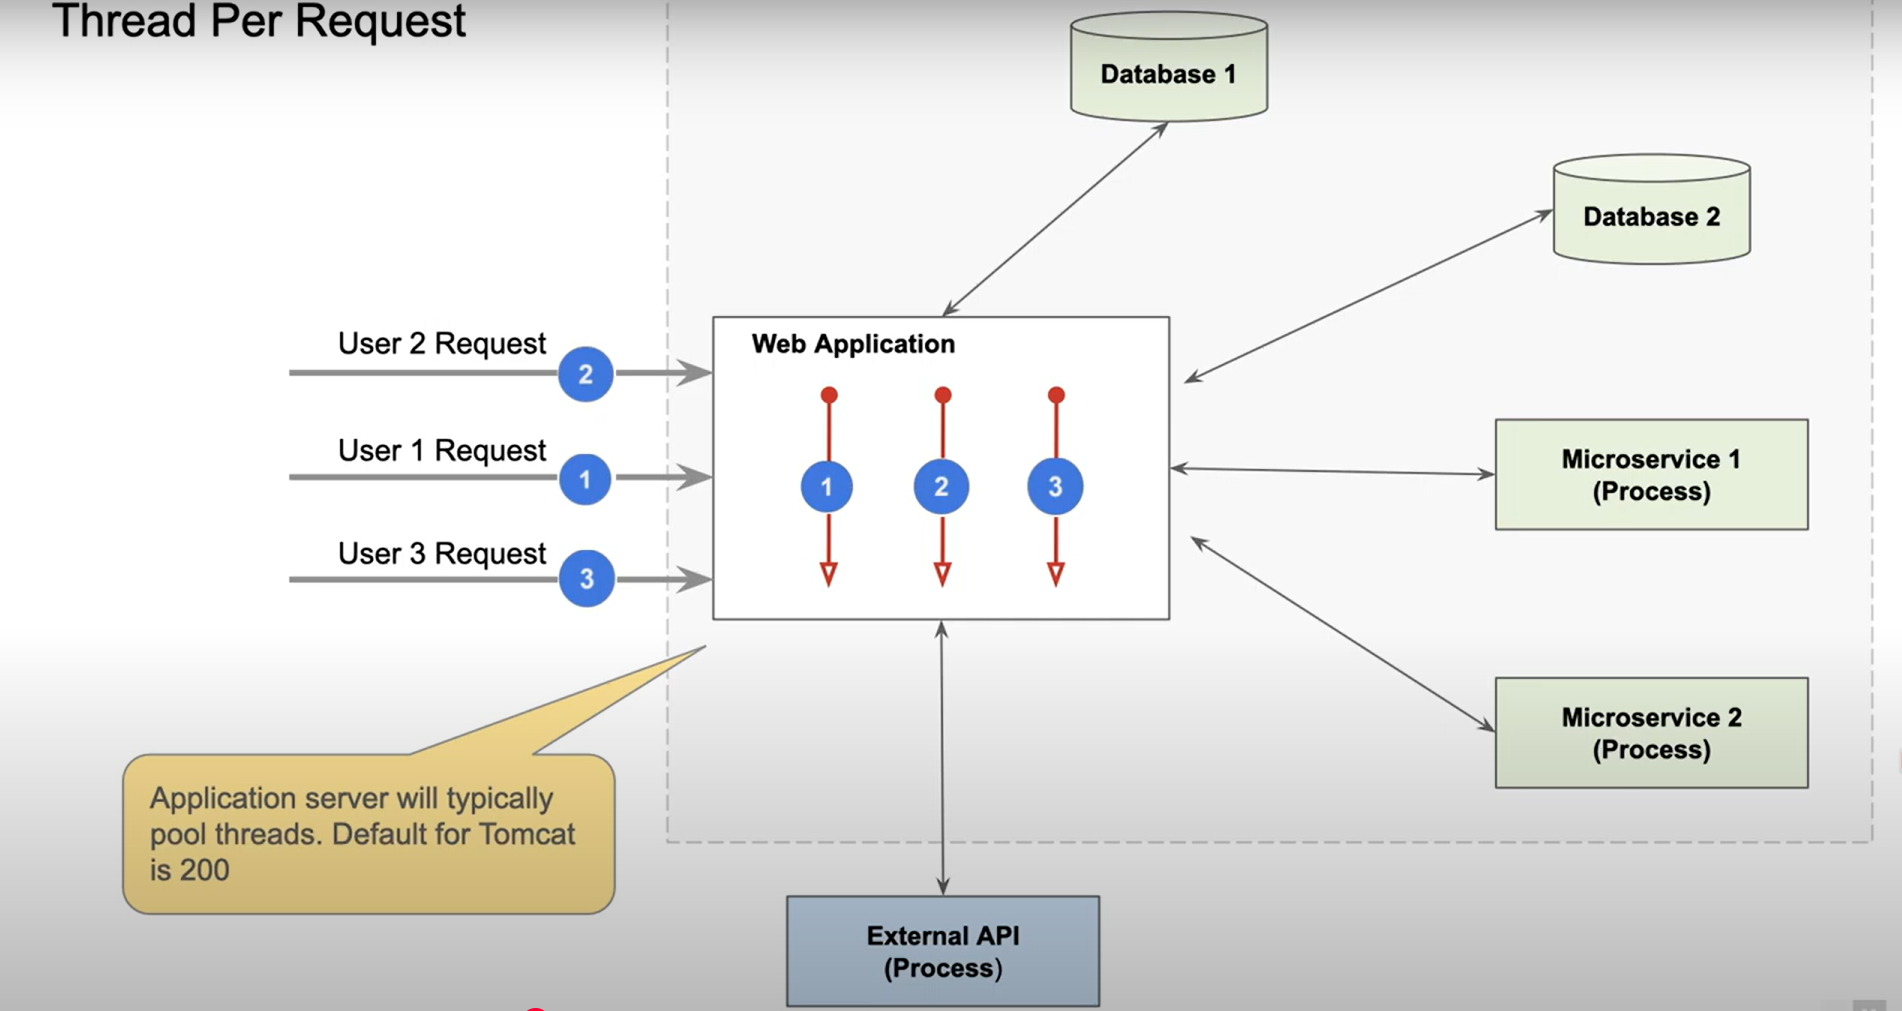 Thread Per Request
Database 1
Database 2
User 2 Request
2
User 1 Request
1
User 3 Request
3
Web Application
1
2
3
Microservice 1
(Process)
Microservice 2
(Process)
Application server will typically
pool threads. Default for Tomcat
is 200
External API
(Process)